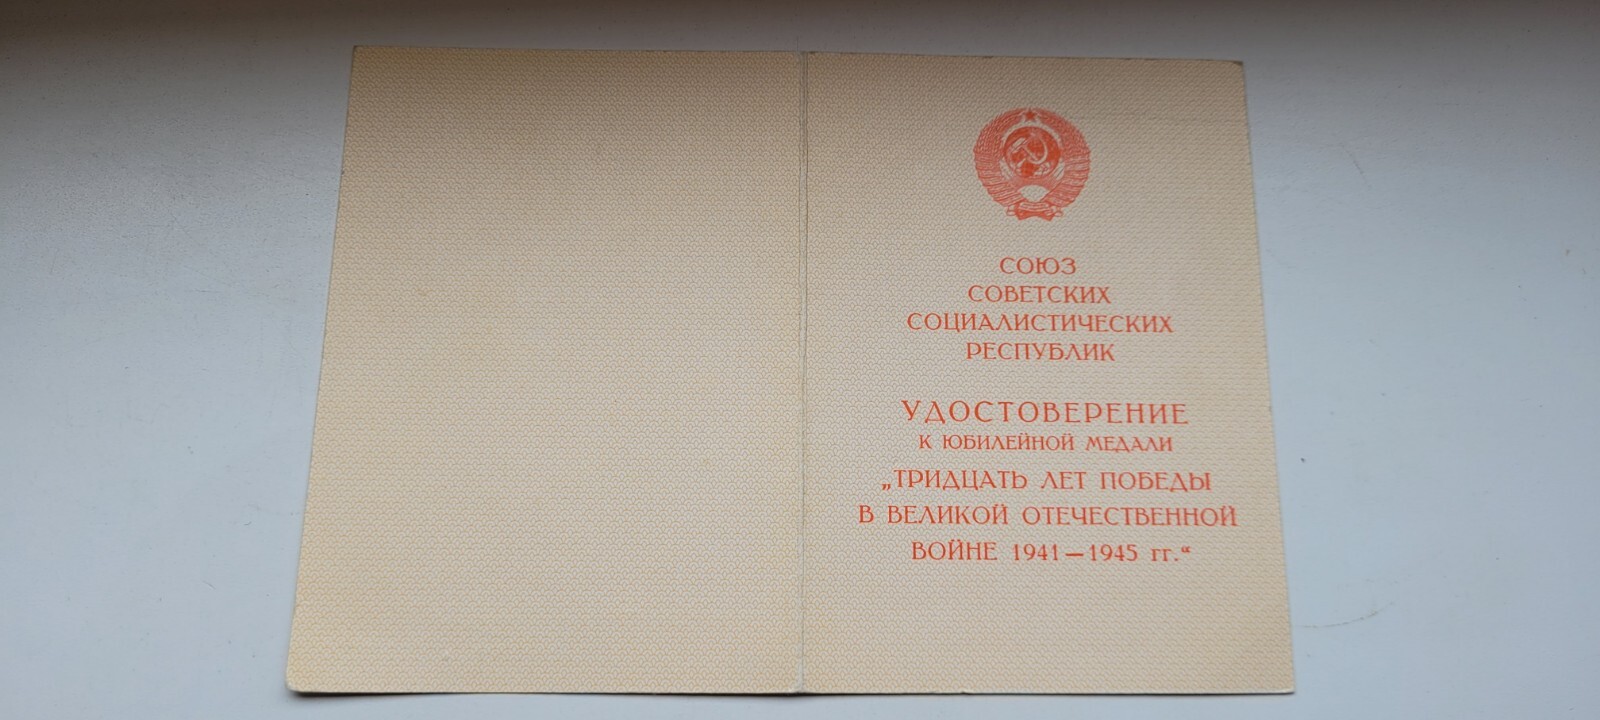 СОЮЗ
СОВЕТСКИХ
СОЦИАЛИСТИЧЕСКИХ
РЕСПУБЛИК
УДОСТОВЕРЕНИЕ
К ЮБИЛЕЙНОЙ МЕДАЛИ
„ТРИДЦАТЬ ЛЕТ ПОБЕДЫ
В ВЕЛИКОЙ ОТЕЧЕСТВЕННОЙ
ВОЙНЕ 1941—1945 гг.“